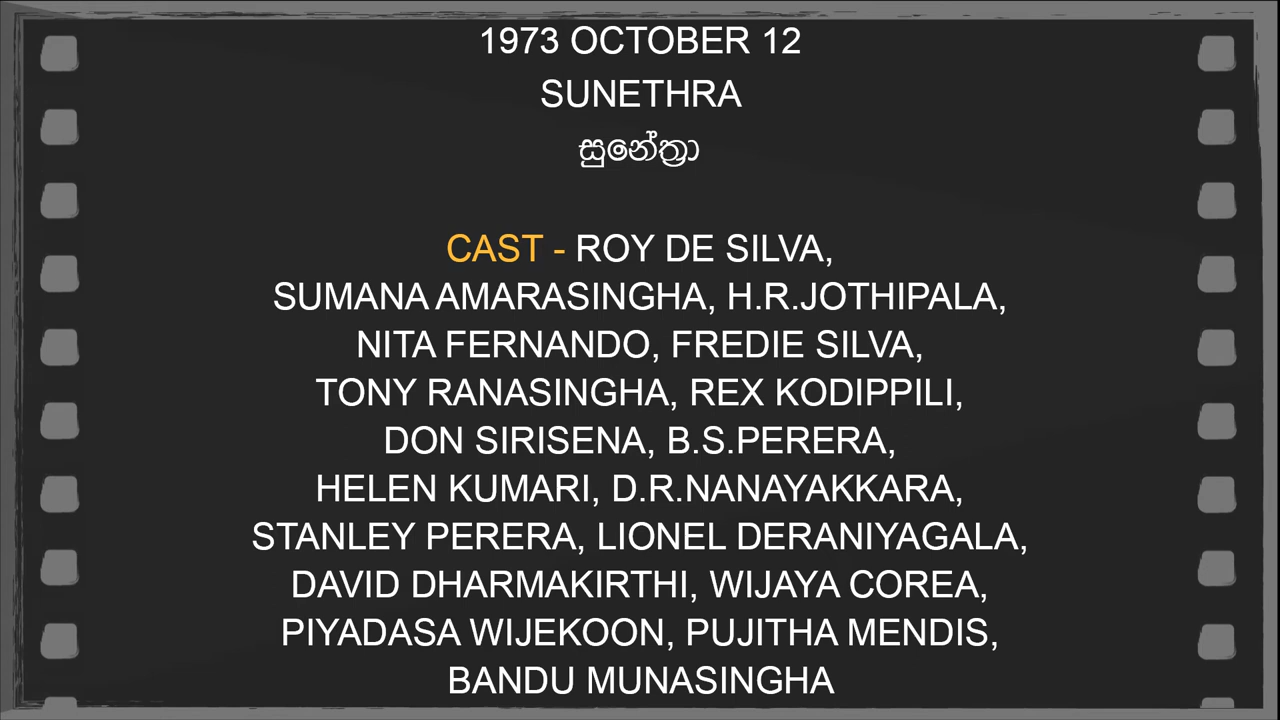 1973 OCTOBER 12
SUNETHRA
සුනේත්‍රා
CAST - ROY DE SILVA,
SUMANA AMARASINGHA, H.R.JOTHIPALA,
NITA FERNANDO, FREDIE SILVA,
TONY RANASINGHA, REX KODIPPILI,
DON SIRISENA, B.S.PERERA,
HELEN KUMARI, D.R.NANAYAKKARA,
STANLEY PERERA, LIONEL DERANIYAGALA,
DAVID DHARMAKIRTHI, WIJAYA COREA,
PIYADASA WIJEKOON, PUJITHA MENDIS,
BANDU MUNASINGHA